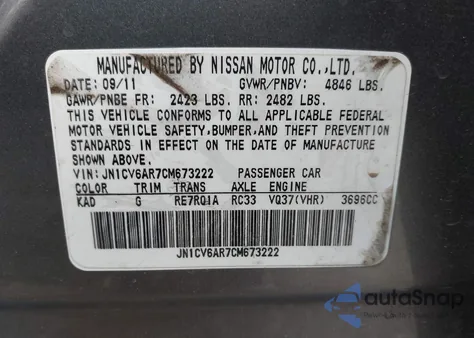 MANUFACTURED BY NISSAN MOTOR CO.,LTD.
DATE: 09/11 GVWR/PNBV: 4846 LBS.
GAWR/PNBE FR: 2423 LBS. RR: 2482 LBS.
THIS VEHICLE CONFORMS TO ALL APPLICABLE FEDERAL
MOTOR VEHICLE SAFETY,BUMPER,AND THEFT PREVENTION
STANDARDS IN EFFECT ON THE DATE OF MANUFACTURE
SHOWN ABOVE.
VIN: JN1CV6AR7CM673222 PASSENGER CAR
COLOR TRIM TRANS AXLE ENGINE
KAD G RE7R01A RC33 VQ37(VHR) 3696CC
JN1CV6AR7CM673222
autoSnap